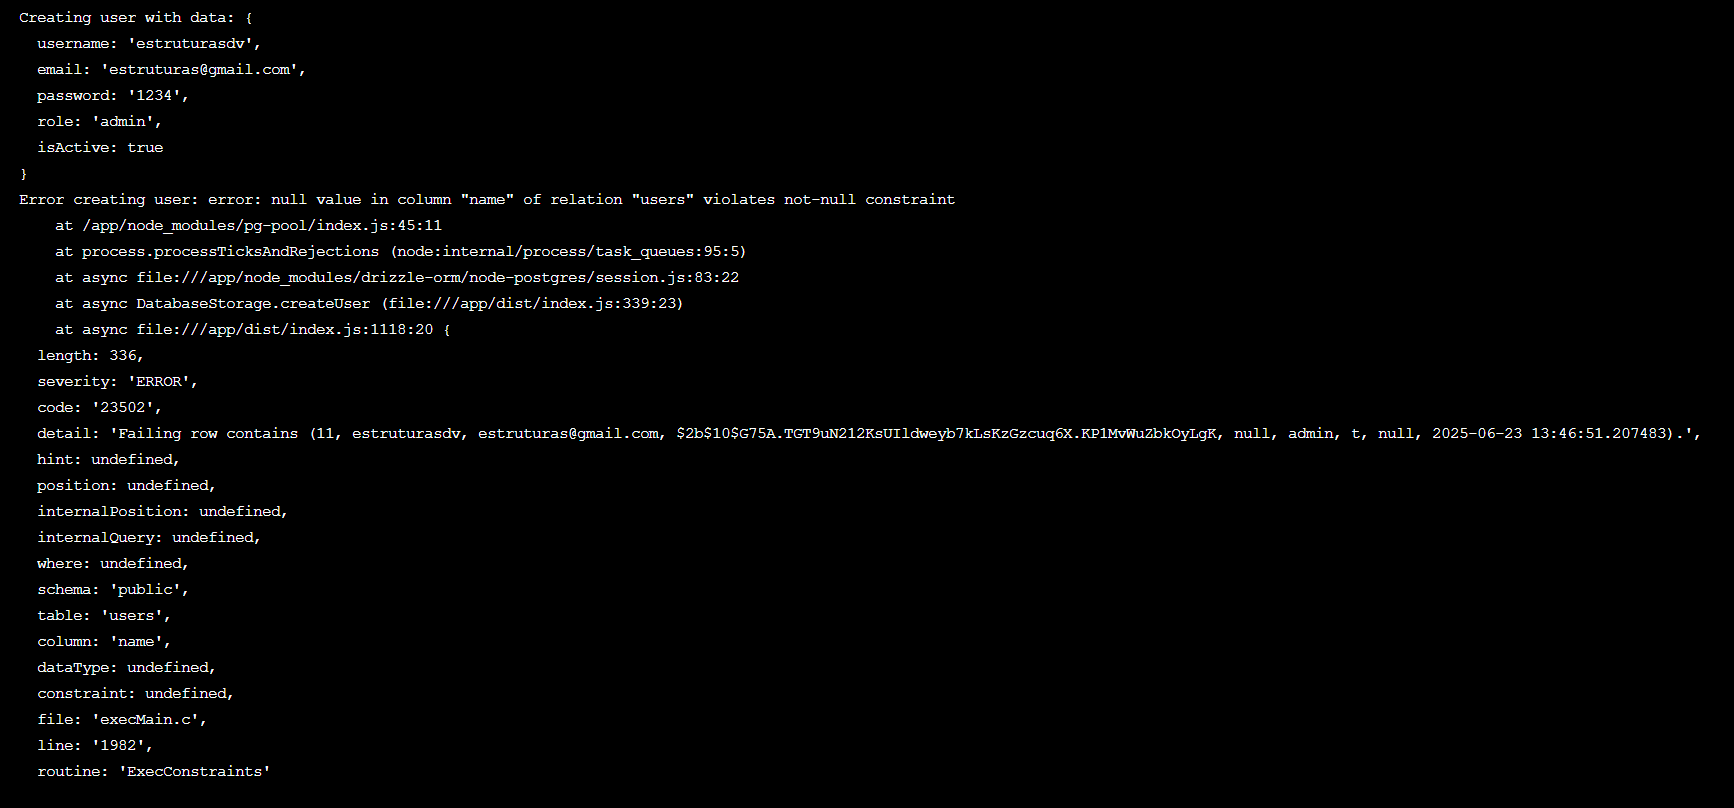 Creating user with data: {
  username: 'estruturasdv',
  email: 'estruturas@gmail.com',
  password: '1234',
  role: 'admin',
  isActive: true
}
Error creating user: error: null value in column "name" of relation "users" violates not-null constraint
    at /app/node_modules/pg-pool/index.js:45:11
    at process.processTicksAndRejections (node:internal/process/task_queues:95:5)
    at async file:///app/node_modules/drizzle-orm/node-postgres/session.js:83:22
    at async DatabaseStorage.createUser (file:///app/dist/index.js:339:23)
    at async file:///app/dist/index.js:1118:20 {
  length: 336,
  severity: 'ERROR',
  code: '23502',
  detail: 'Failing row contains (11, estruturasdv, estruturas@gmail.com, $2b$10$G75A.TGT9uN212KsUIldweyb7kLsKzGzcuq6X.KP1MvWuZbkOyLgK, null, admin, t, null, 2025-06-23 13:46:51.207483).',
  hint: undefined,
  position: undefined,
  internalPosition: undefined,
  internalQuery: undefined,
  where: undefined,
  schema: 'public',
  table: 'users',
  column: 'name',
  dataType: undefined,
  constraint: undefined,
  file: 'execMain.c',
  line: '1982',
  routine: 'ExecConstraints'